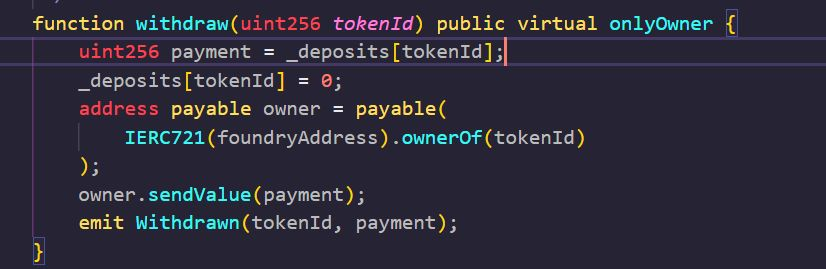 function withdraw(uint256 tokenId) public virtual onlyOwner {
uint256 payment = _deposits[tokenId];
_deposits[tokenId] = 0;
address payable owner = payable(
IERC721(foundryAddress).ownerOf(tokenId)
);
owner.sendValue(payment);
emit Withdrawn(tokenId, payment);
}